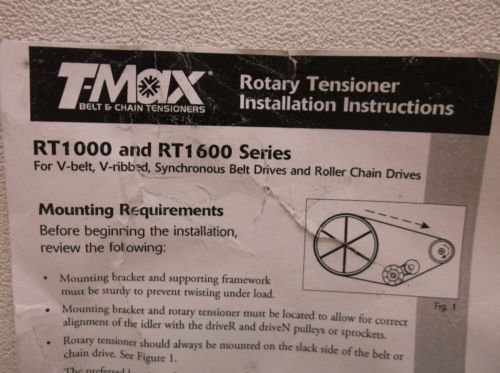 T-MAX
BELT & CHAIN TENSIONERS
Rotary Tensioner
Installation Instructions
RT1000 and RT1600 Series
For V-belt, V-ribbed, Synchronous Belt Drives and Roller Chain Drives
Mounting Requirements
Before beginning the installation,
review the following:
• Mounting bracket and supporting framework
must be sturdy to prevent twisting under load.
• Mounting bracket and rotary tensioner must be located to allow for correct
alignment of the idler with the driveR and driveN pulleys or sprockets.
• Rotary tensioner should always be mounted on the slack side of the belt or
chain drive. See Figure 1.
The preferred
Fig. 1